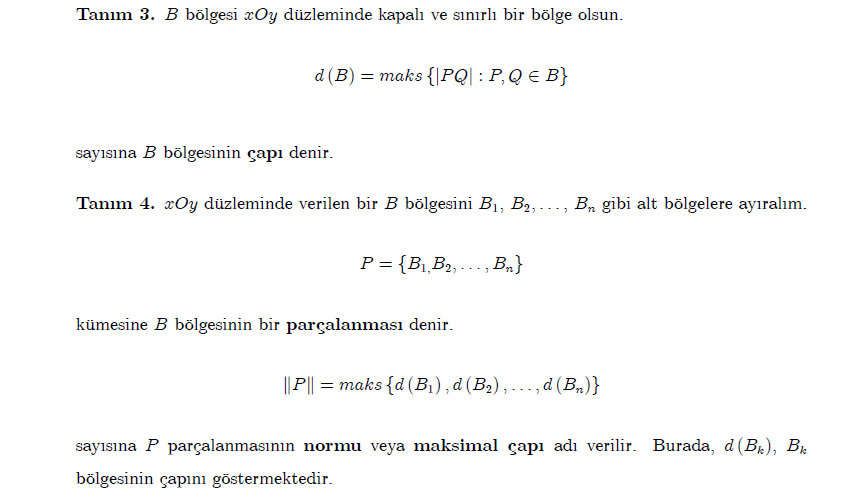 Tanım 3. B bölgesi xOy düzleminde kapalı ve sınırlı bir bölge olsun.
d (B) = maks {|PQ| : P, Q ∈ B}
sayısına B bölgesinin çapı denir.
Tanım 4. xOy düzleminde verilen bir B bölgesini B₁, B₂, . . . , Bₙ gibi alt bölgelere ayıralım.
P = {B₁,B₂, . . . , Bₙ}
kümesine B bölgesinin bir parçalanması denir.
‖P‖ = maks {d (B₁) , d (B₂) , . . . , d (Bₙ)}
sayısına P parçalanmasının normu veya maksimal çapı adı verilir. Burada, d (Bₖ), Bₖ
bölgesinin çapını göstermektedir.